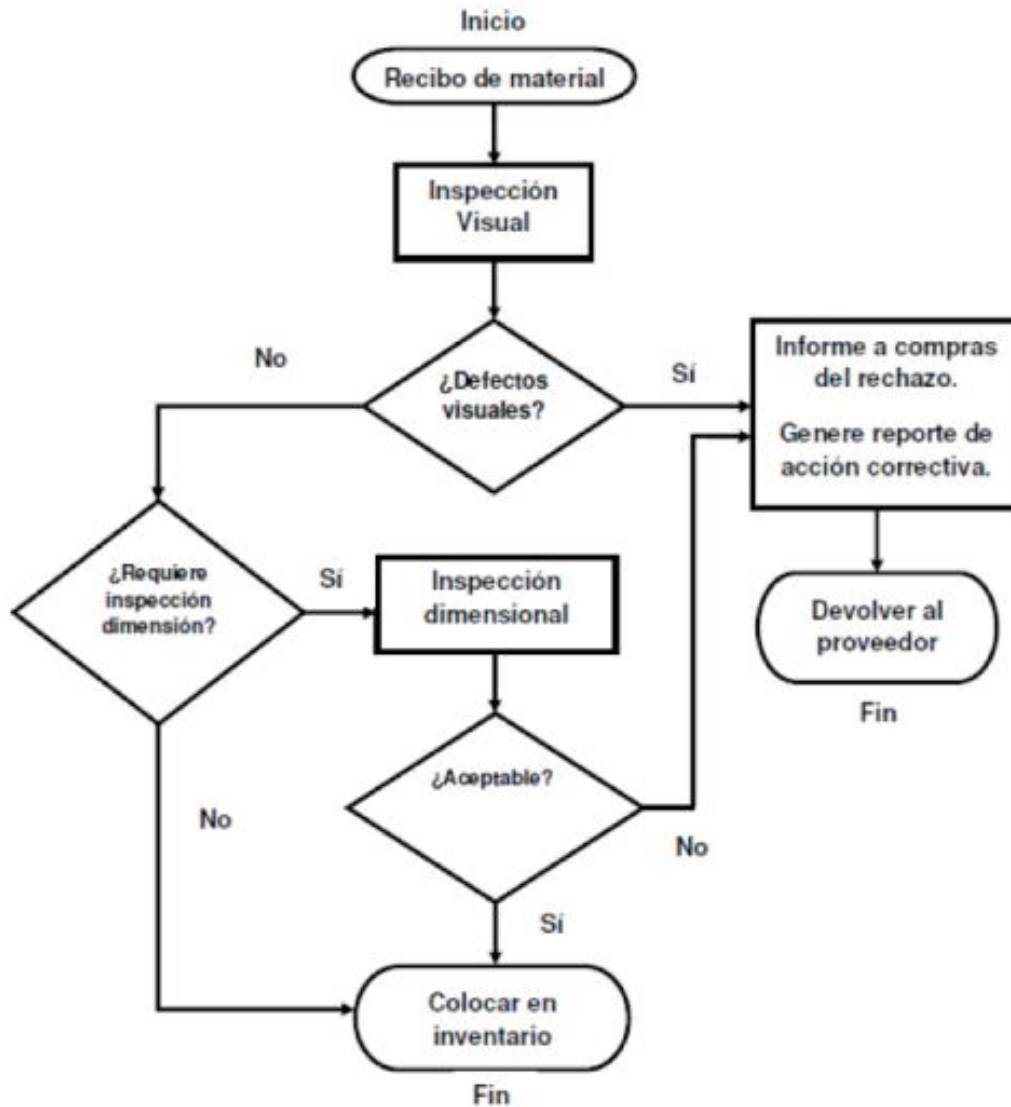 Inicio
Recibo de material
Inspección
Visual
No
¿Defectos
visuales?
Sí
Informe a compras
del rechazo.
Genere reporte de
acción correctiva.
¿Requiere
inspección
dimensión?
Sí
Inspección
dimensional
Devolver al
proveedor
Fin
¿Aceptable?
No
No
Sí
Colocar en
inventario
Fin